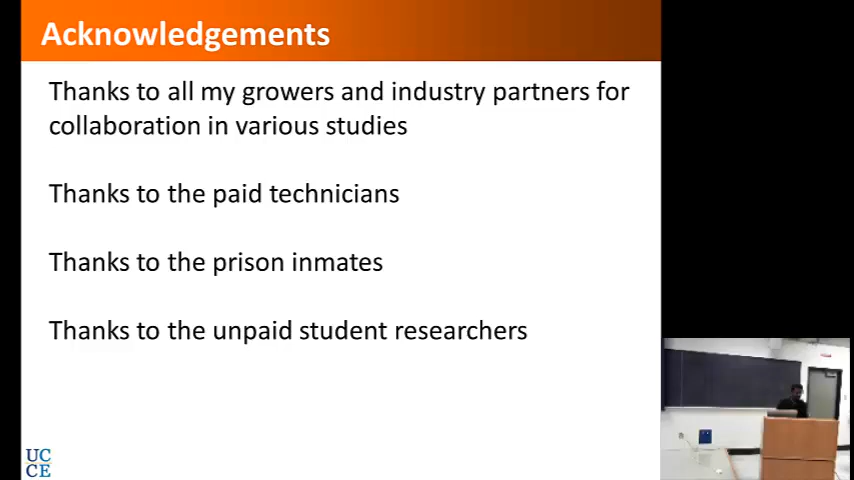 Acknowledgements
Thanks to all my growers and industry partners for
collaboration in various studies
Thanks to the paid technicians
Thanks to the prison inmates
Thanks to the unpaid student researchers
UC
CE